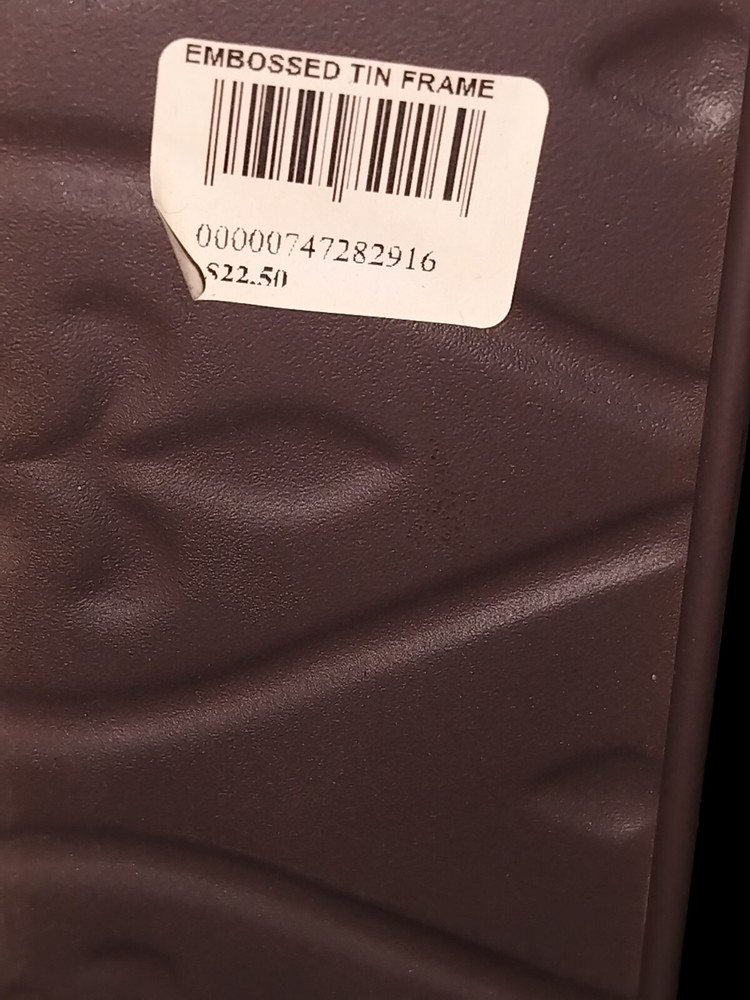 EMBOSSED TIN FRAME
00000747282916
$22.50